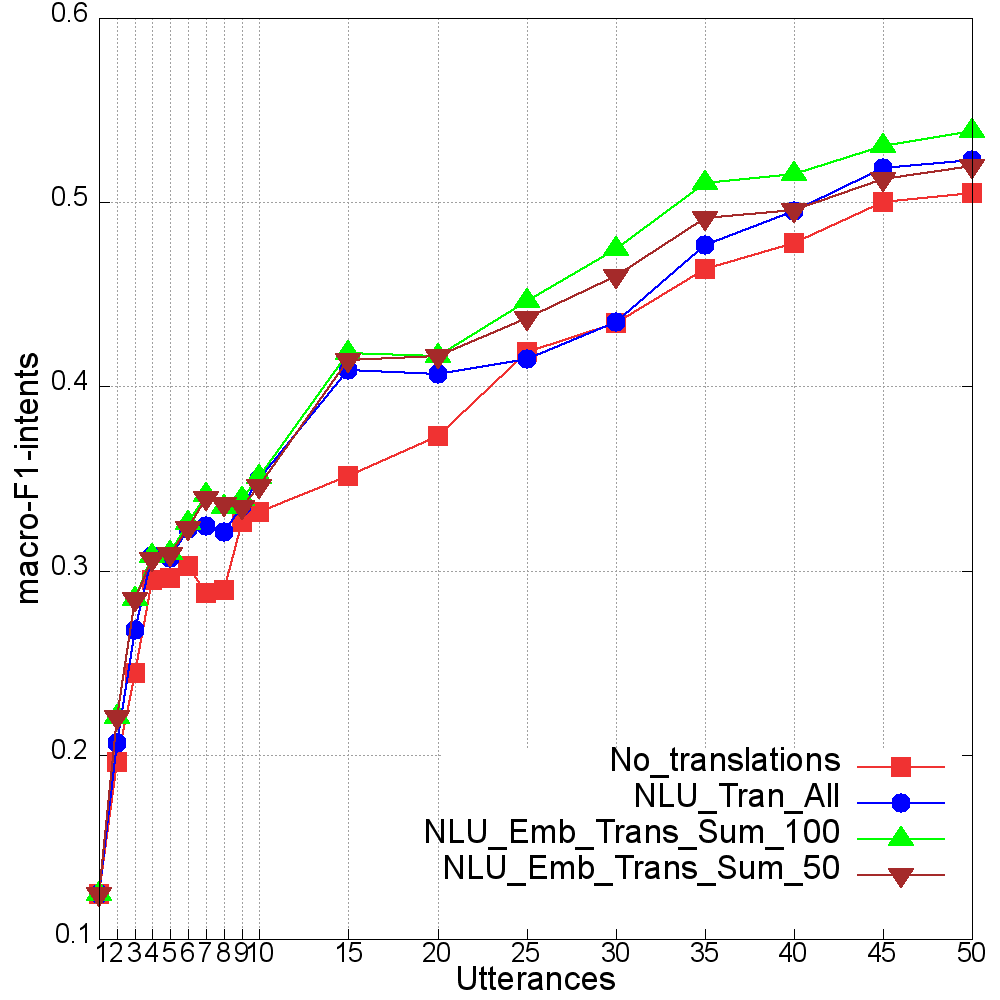 0.6
0.5
0.4
0.3
0.2
0.1
macro-F1-intents
No_translations
NLU_Tran_All
NLU_Emb_Trans_Sum_100
NLU_Emb_Trans_Sum_50
1 2 3 4 5 6 7 8 9 10 15 20 25 30 35 40 45 50
Utterances